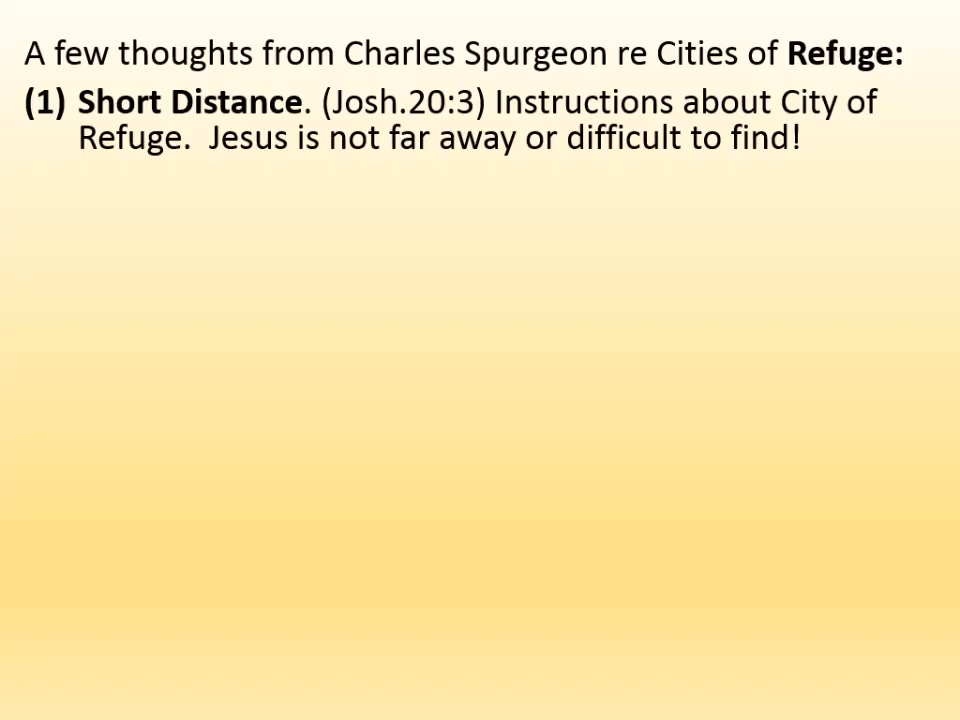 A few thoughts from Charles Spurgeon re Cities of Refuge:
(1) Short Distance. (Josh.20:3) Instructions about City of
Refuge.  Jesus is not far away or difficult to find!